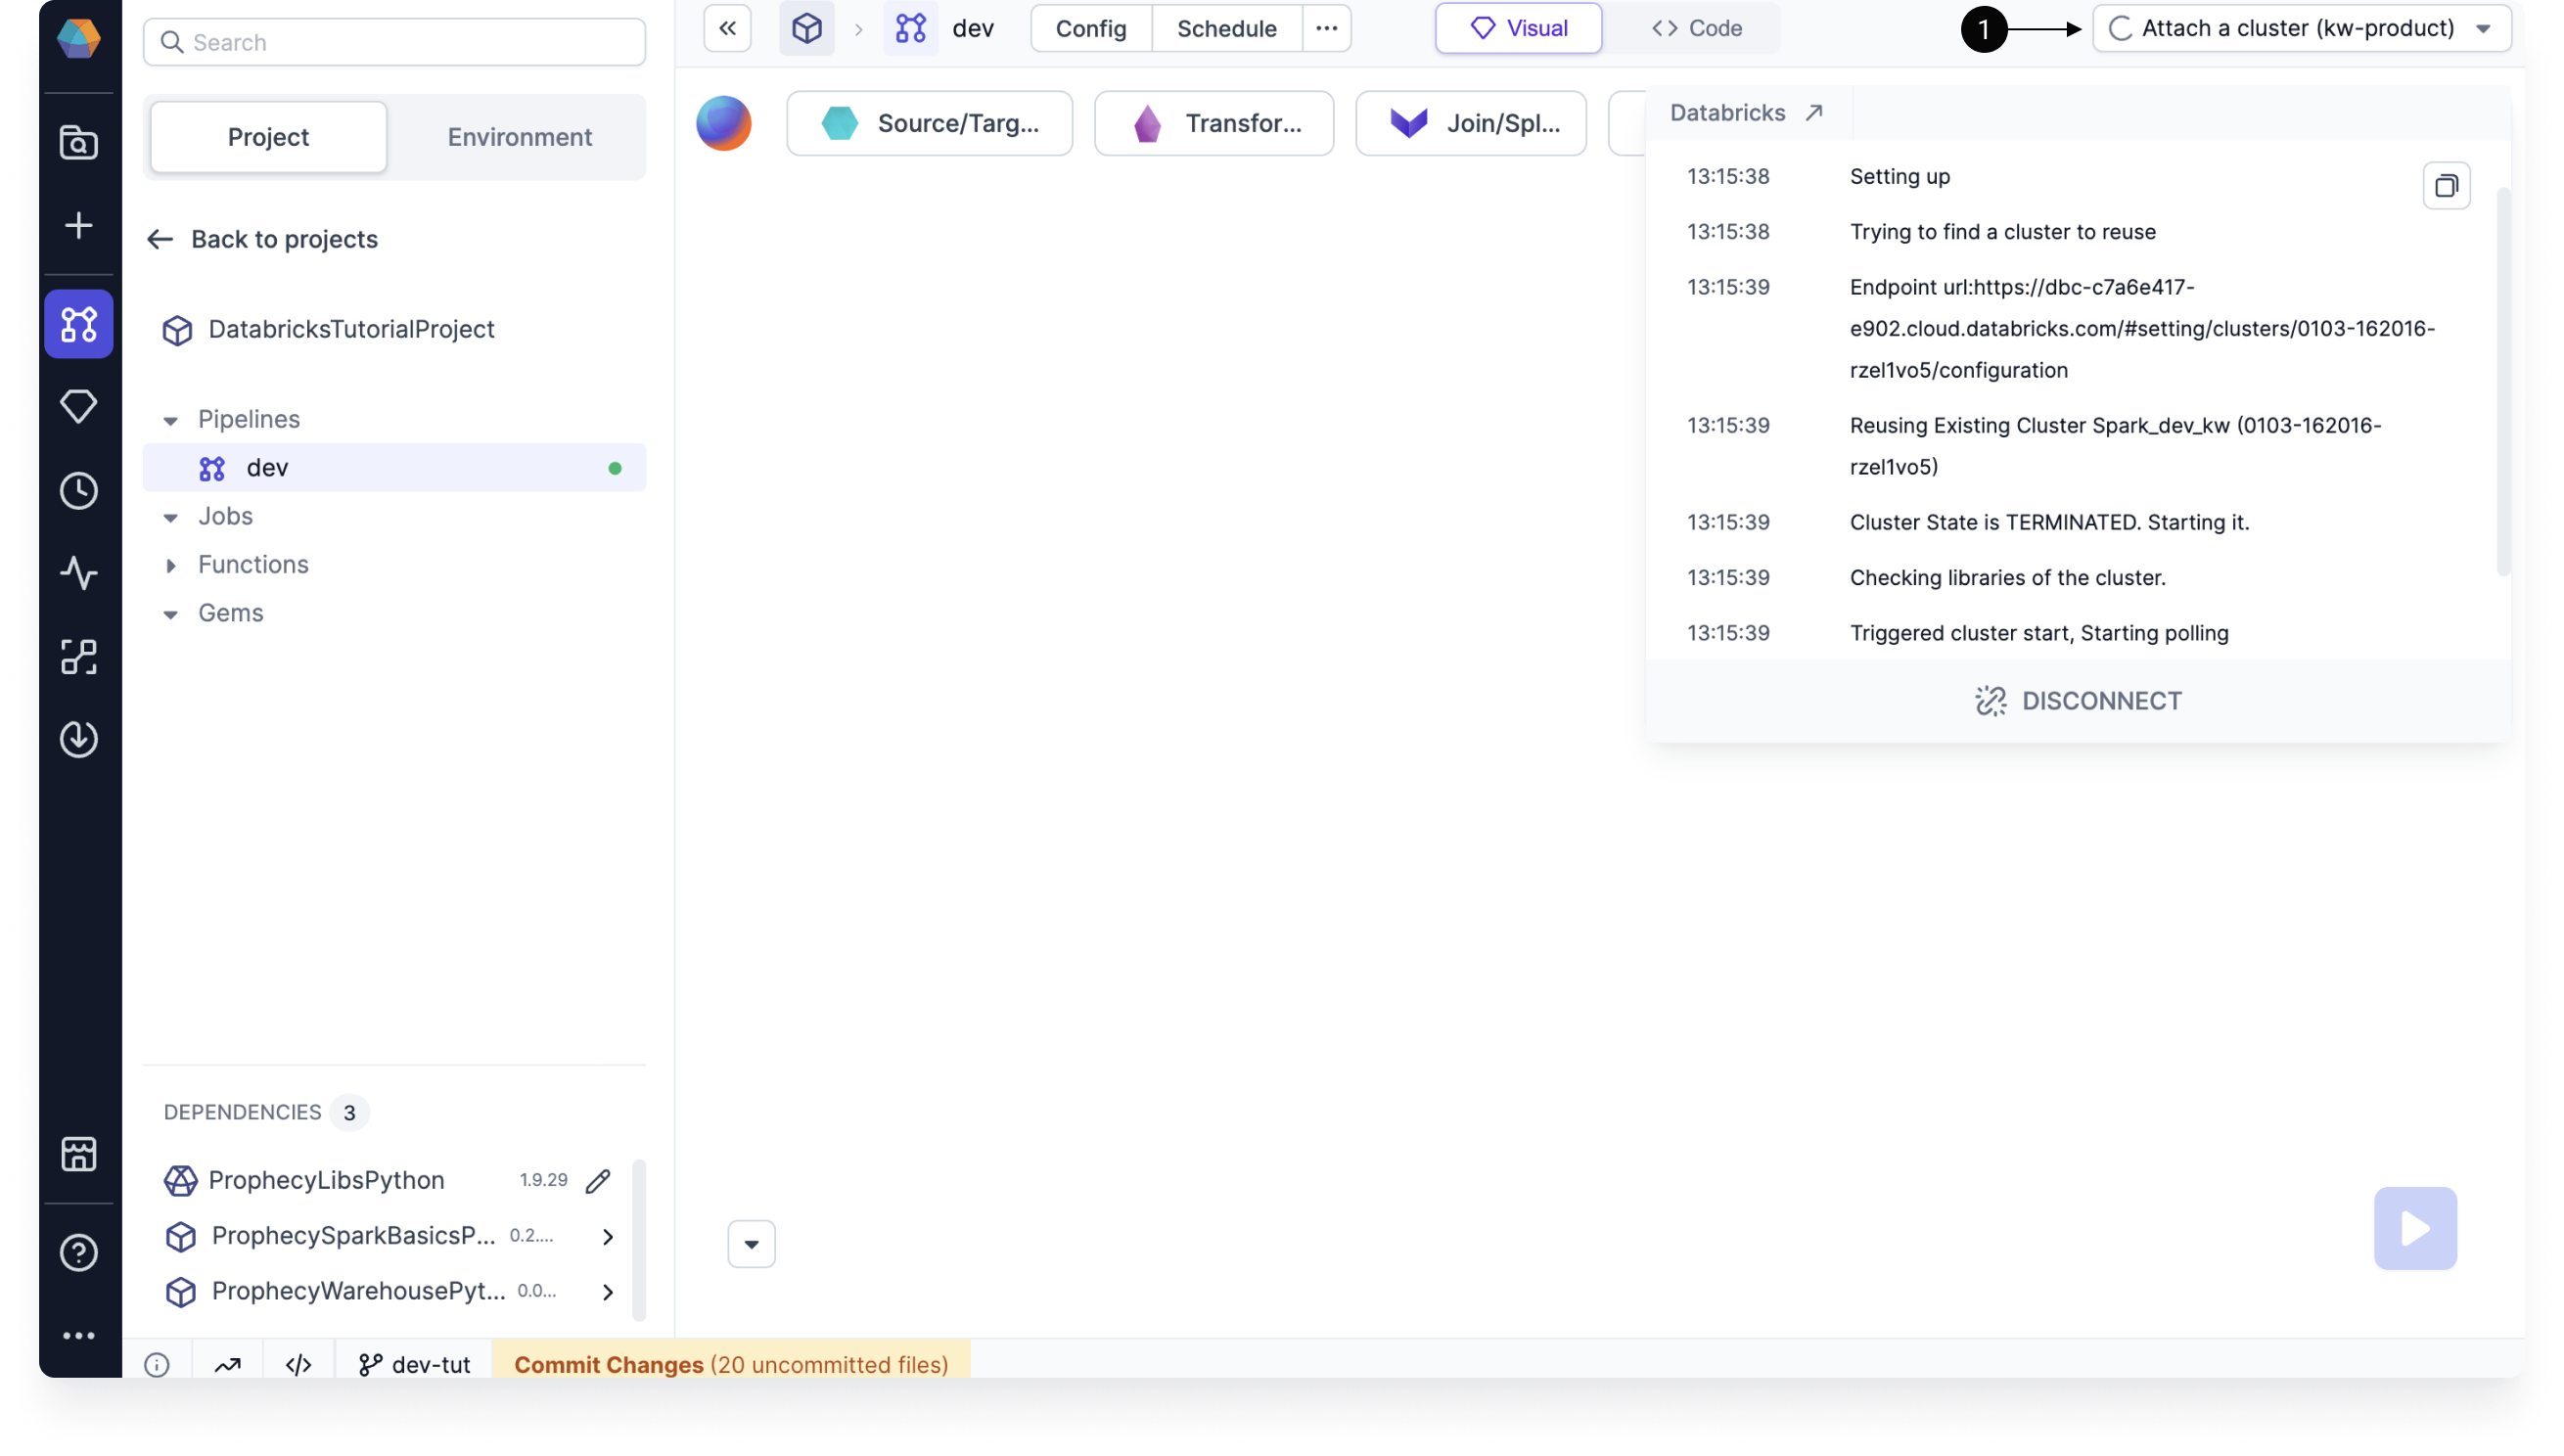 Search
Project
Environment
Back to projects
DatabricksTutorialProject
Pipelines
dev
Jobs
Functions
Gems
DEPENDENCIES 3
ProphecyLibsPython 1.9.29
ProphecySparkBasicsP... 0.2....
ProphecyWarehousePyt... 0.0...
dev-tut
Commit Changes (20 uncommitted files)
dev
Config
Schedule
Visual
Code
1
Attach a cluster (kw-product)
Source/Targ...
Transfor...
Join/Spl...
Databricks
13:15:38 Setting up
13:15:38 Trying to find a cluster to reuse
13:15:39 Endpoint url:https://dbc-c7a6e417-
e902.cloud.databricks.com/#setting/clusters/0103-162016-
rzel1vo5/configuration
13:15:39 Reusing Existing Cluster Spark_dev_kw (0103-162016-
rzel1vo5)
13:15:39 Cluster State is TERMINATED. Starting it.
13:15:39 Checking libraries of the cluster.
13:15:39 Triggered cluster start, Starting polling
DISCONNECT